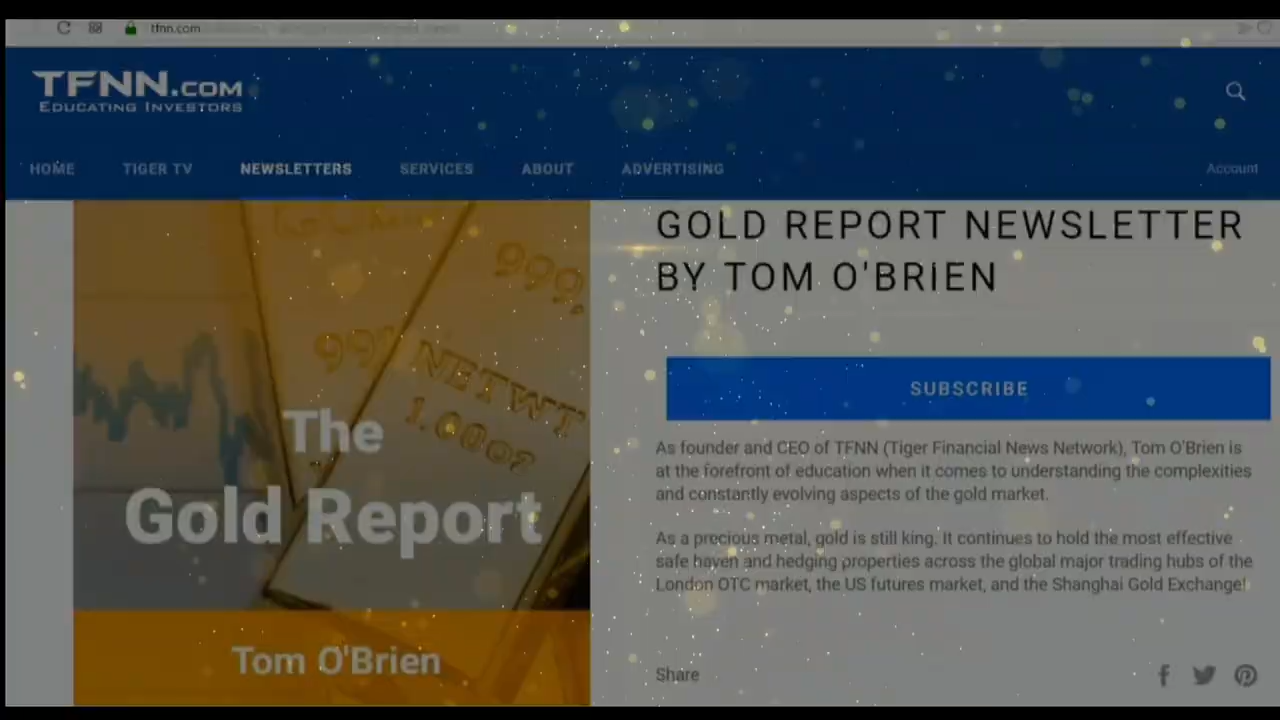 tfnn.com
TFNN.COM
EDUCATING INVESTORS
HOME TIGER TV NEWSLETTERS SERVICES ABOUT ADVERTISING Account
999,
99
NETWT
1.00OZ
The
Gold Report
Tom O'Brien
GOLD REPORT NEWSLETTER
BY TOM O'BRIEN
SUBSCRIBE
As founder and CEO of TFNN (Tiger Financial News Network), Tom O'Brien is
at the forefront of education when it comes to understanding the complexities
and constantly evolving aspects of the gold market.
As a precious metal, gold is still king. It continues to hold the most effective
safe haven and hedging properties across the global major trading hubs of the
London OTC market, the US futures market, and the Shanghai Gold Exchange!
Share